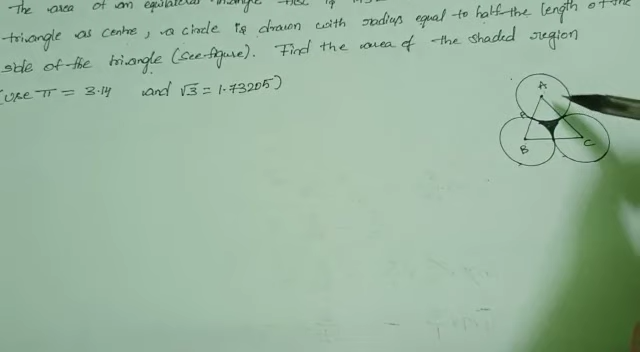 The area of an equilateral triangle
triangle as centre, a circle is drawn with radius equal to half the length of the
side of the triangle (see figure). Find the area of the shaded region
(use π = 3.14 and √3 = 1.73205)
A
B
C